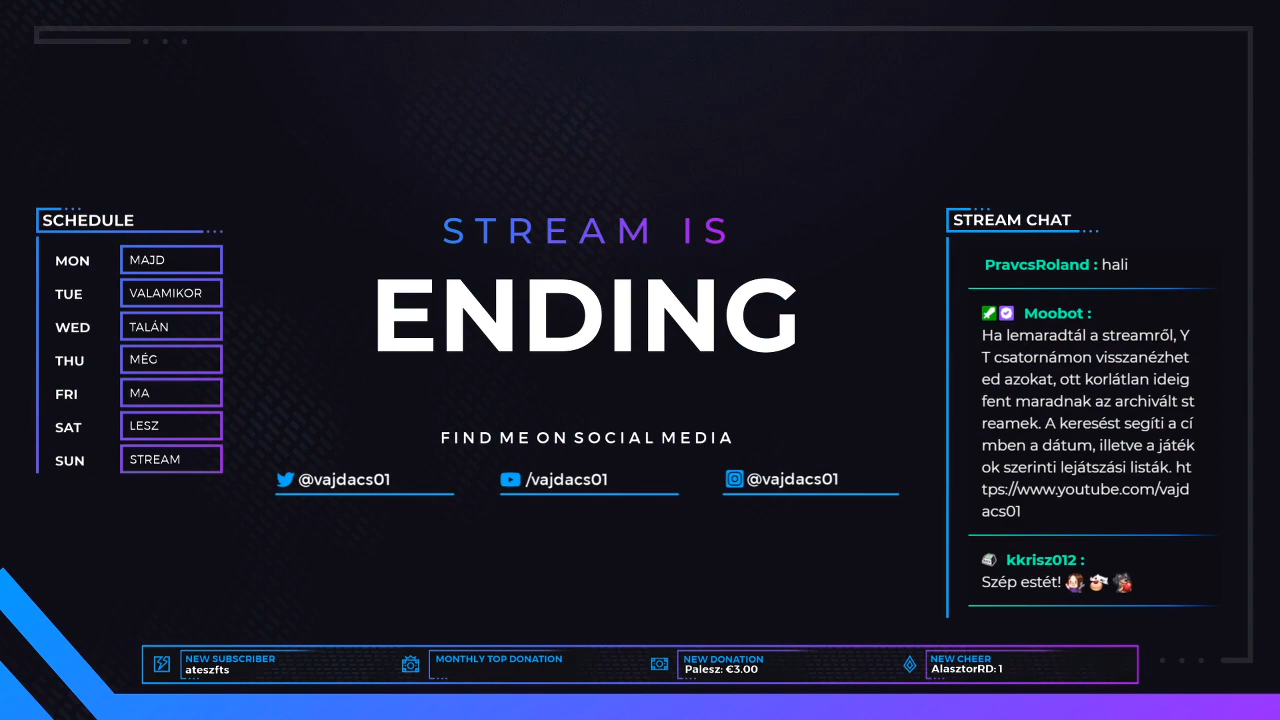 SCHEDULE
MON MAJD
TUE VALAMIKOR
WED TALÁN
THU MÉG
FRI MA
SAT LESZ
SUN STREAM
STREAM IS
ENDING
FIND ME ON SOCIAL MEDIA
@vajdacs01 /vajdacs01 @vajdacs01
STREAM CHAT
PravcsRoland : hali
Moobot :
Ha lemaradtál a streamről, Y
T csatornámon visszanézhet
ed azokat, ott korlátlan ideig
fent maradnak az archivált st
reamek. A keresést segíti a cí
mben a dátum, illetve a játék
ok szerinti lejátszási listák. ht
tps://www.youtube.com/vajd
acs01
kkrisz012 :
Szép estét!
NEW SUBSCRIBER
ateszfts
MONTHLY TOP DONATION
NEW DONATION
Palesz: €3.00
NEW CHEER
AlasztorRD: 1